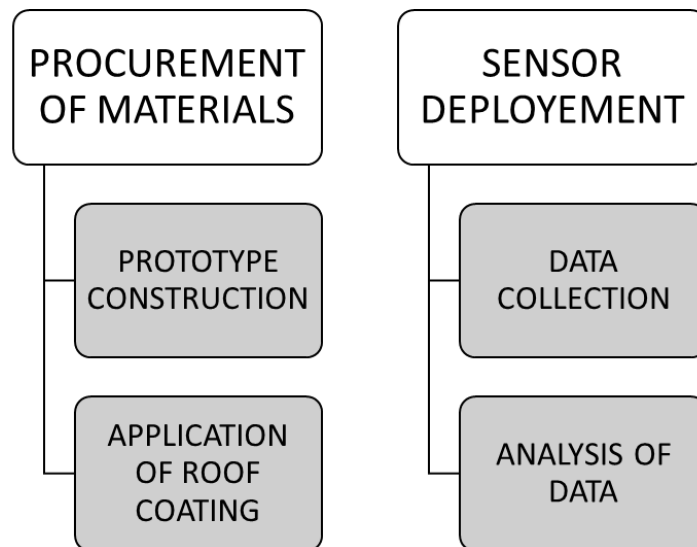 PROCUREMENT
OF MATERIALS
PROTOTYPE
CONSTRUCTION
APPLICATION
OF ROOF
COATING
SENSOR
DEPLOYEMENT
DATA
COLLECTION
ANALYSIS OF
DATA